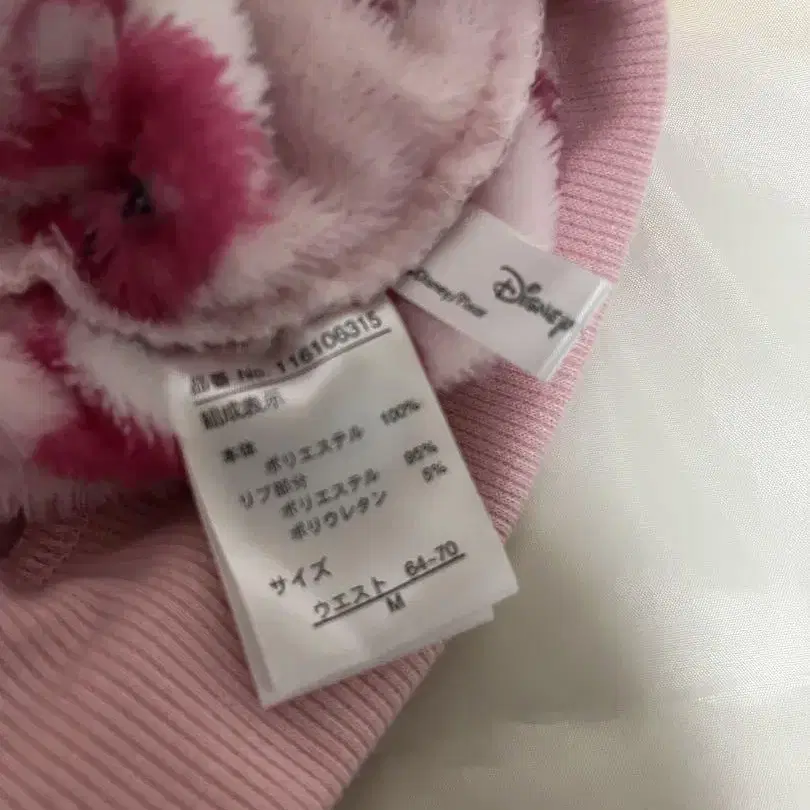 Disney
品番 No. 116106315
組成表示
本体
ポリエステル 100%
リブ部分
ポリエステル 95%
ポリウレタン 5%
サイズ
ウエスト 64-70
M